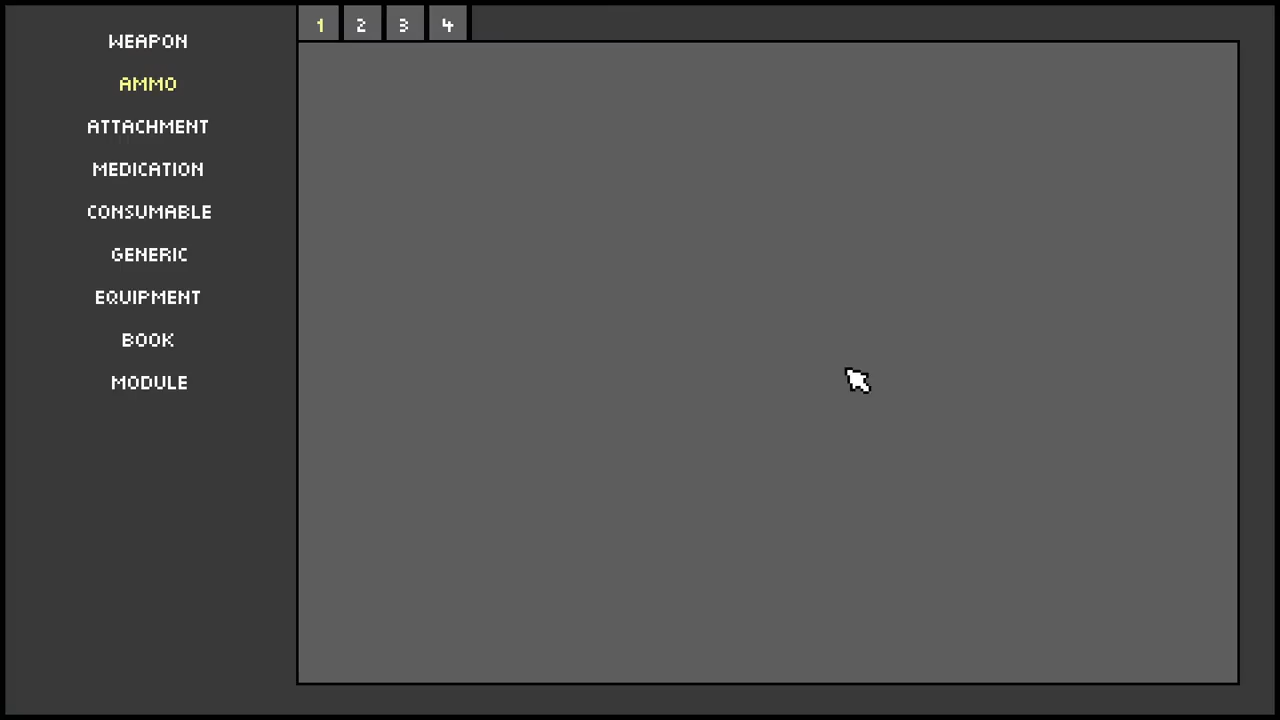 1 2 3 4
WEAPON
AMMO
ATTACHMENT
MEDICATION
CONSUMABLE
GENERIC
EQUIPMENT
BOOK
MODULE